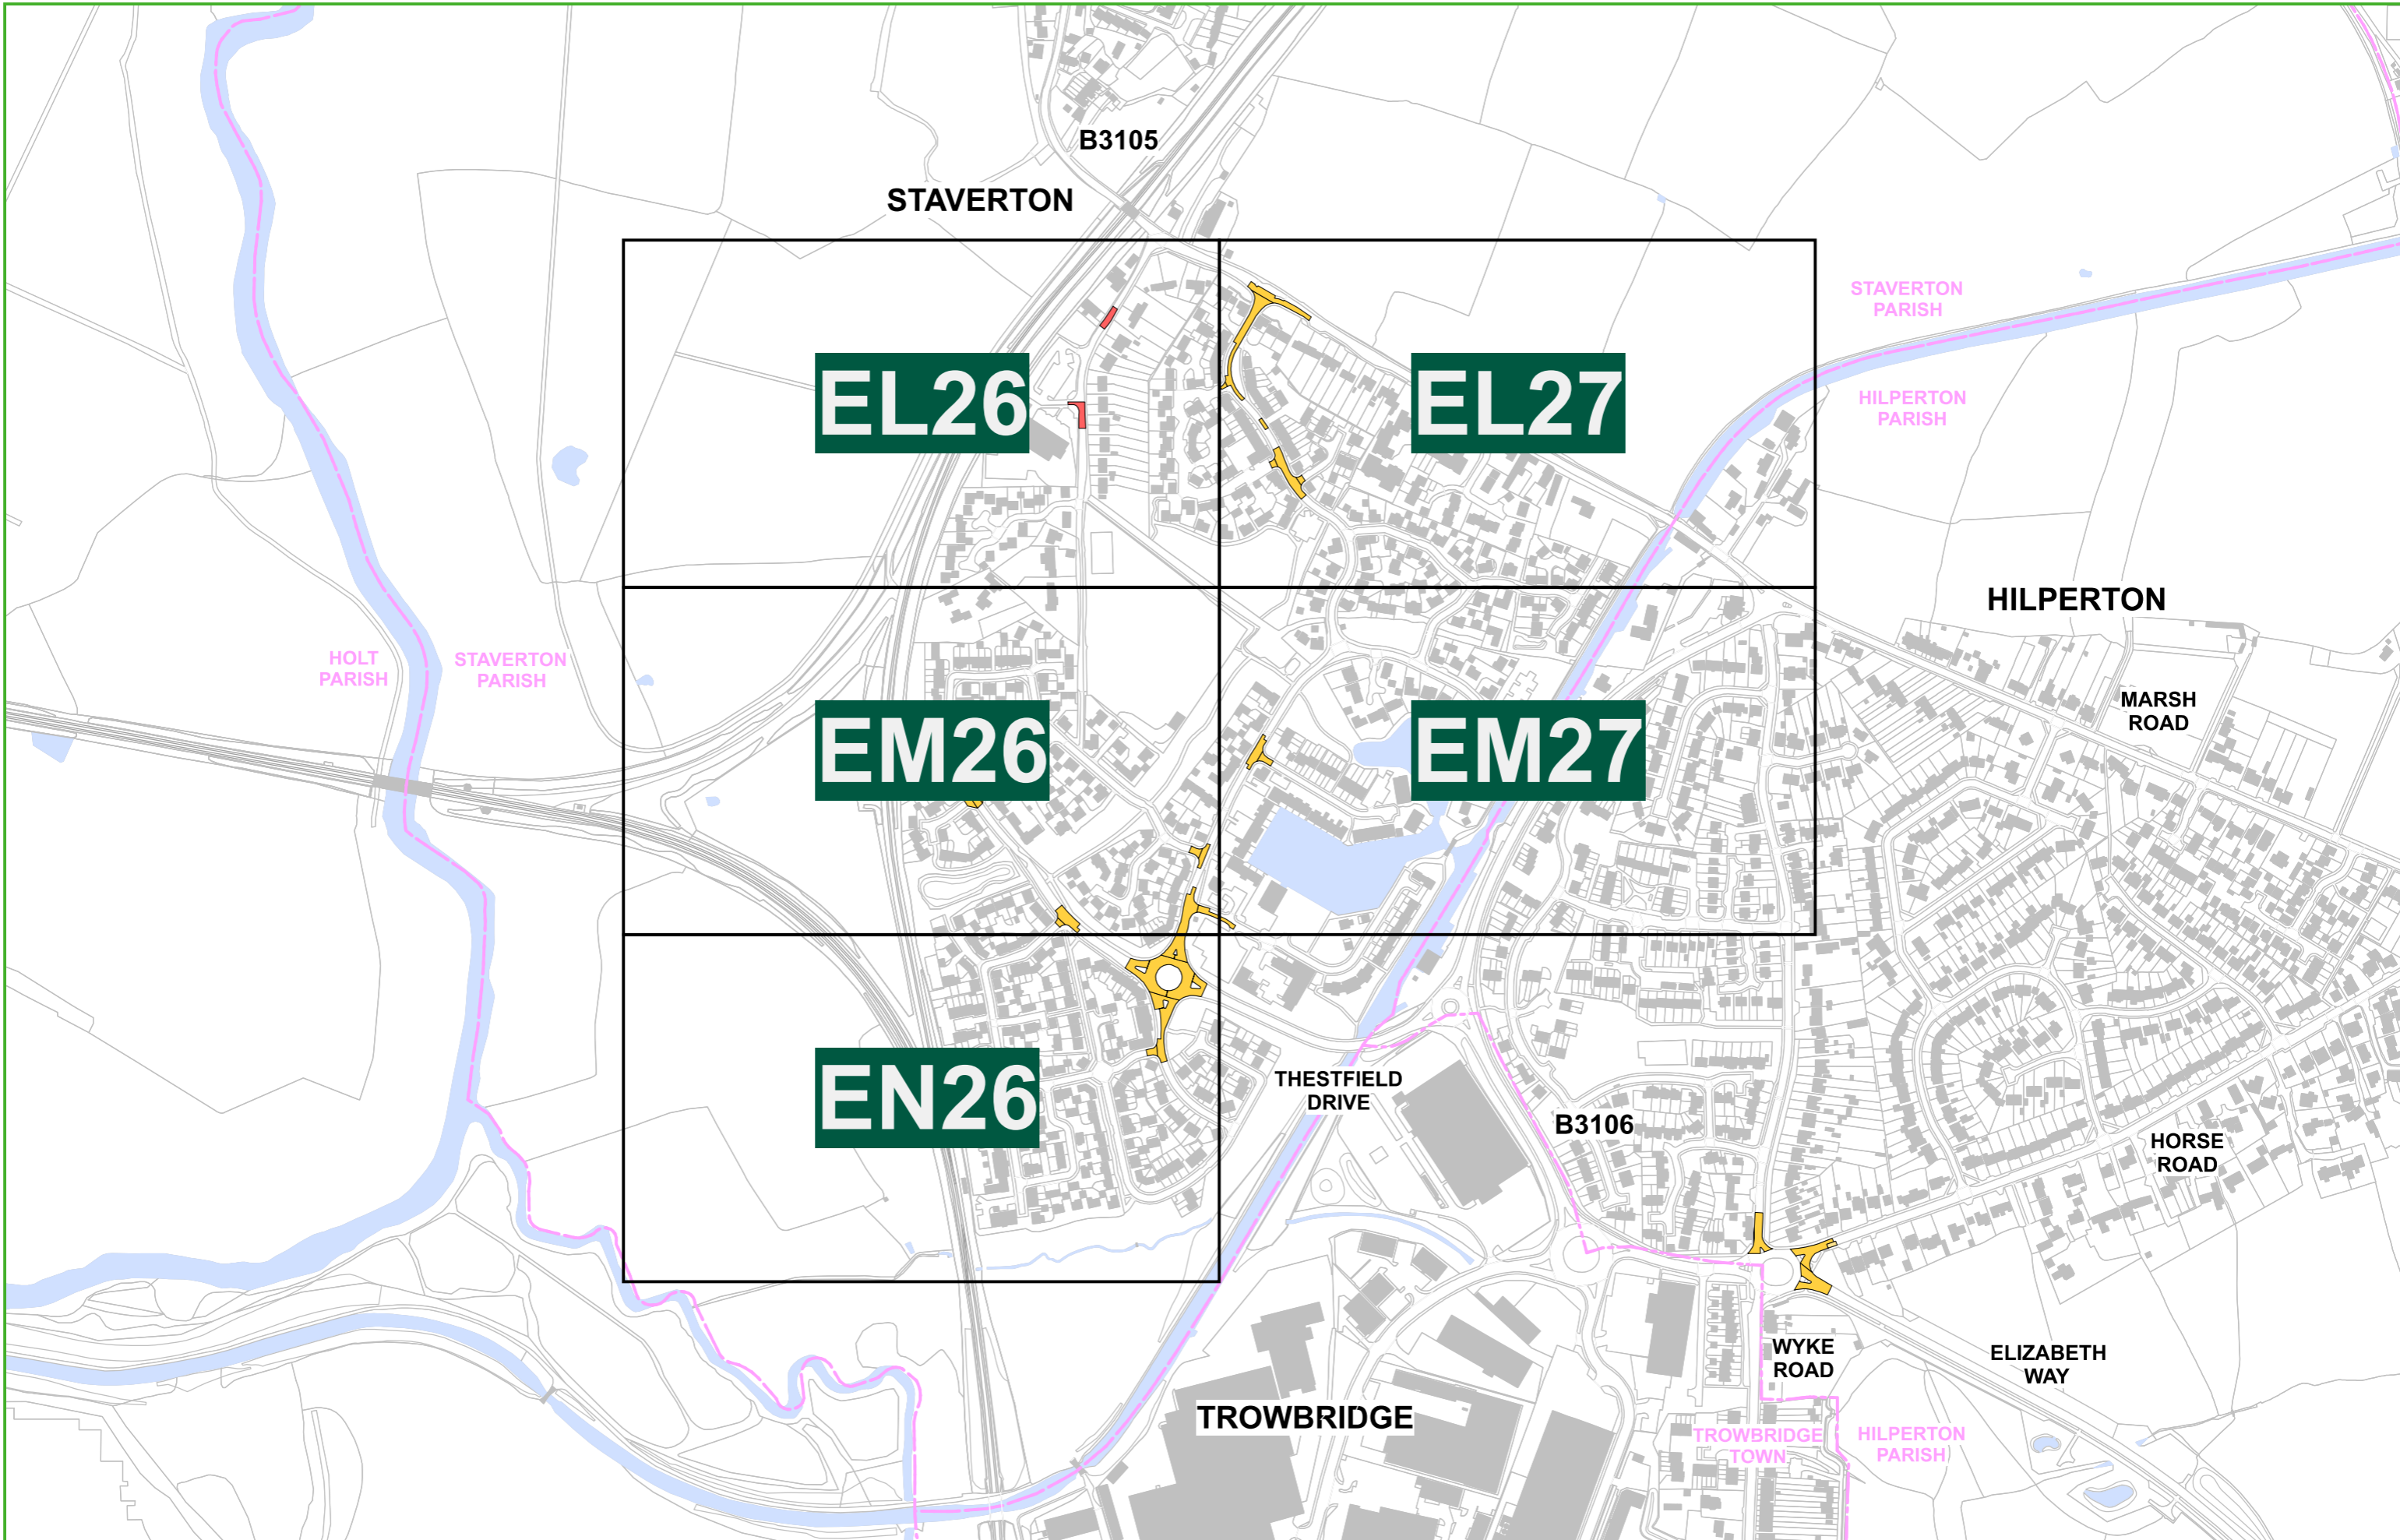 B3105
STAVERTON
STAVERTON
PARISH
EL26
EL27
HILPERTON
PARISH
HILPERTON
HOLT
PARISH
STAVERTON
PARISH
MARSH
ROAD
EM26
EM27
EN26
THESTFIELD
DRIVE
B3106
HORSE
ROAD
WYKE
ROAD
ELIZABETH
WAY
TROWBRIDGE
TROWBRIDGE
TOWN
HILPERTON
PARISH